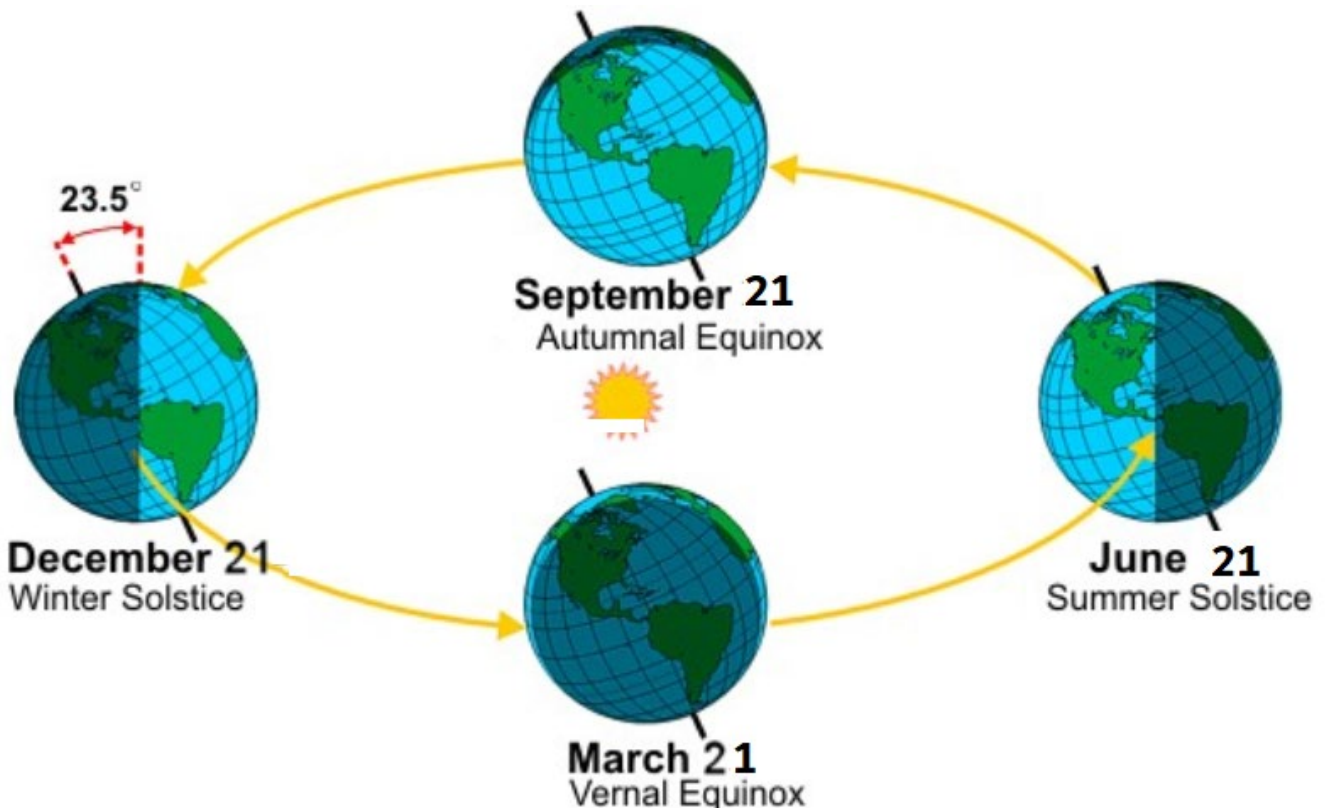 23.5°
September 21
Autumnal Equinox
December 21
Winter Solstice
June 21
Summer Solstice
March 21
Vernal Equinox